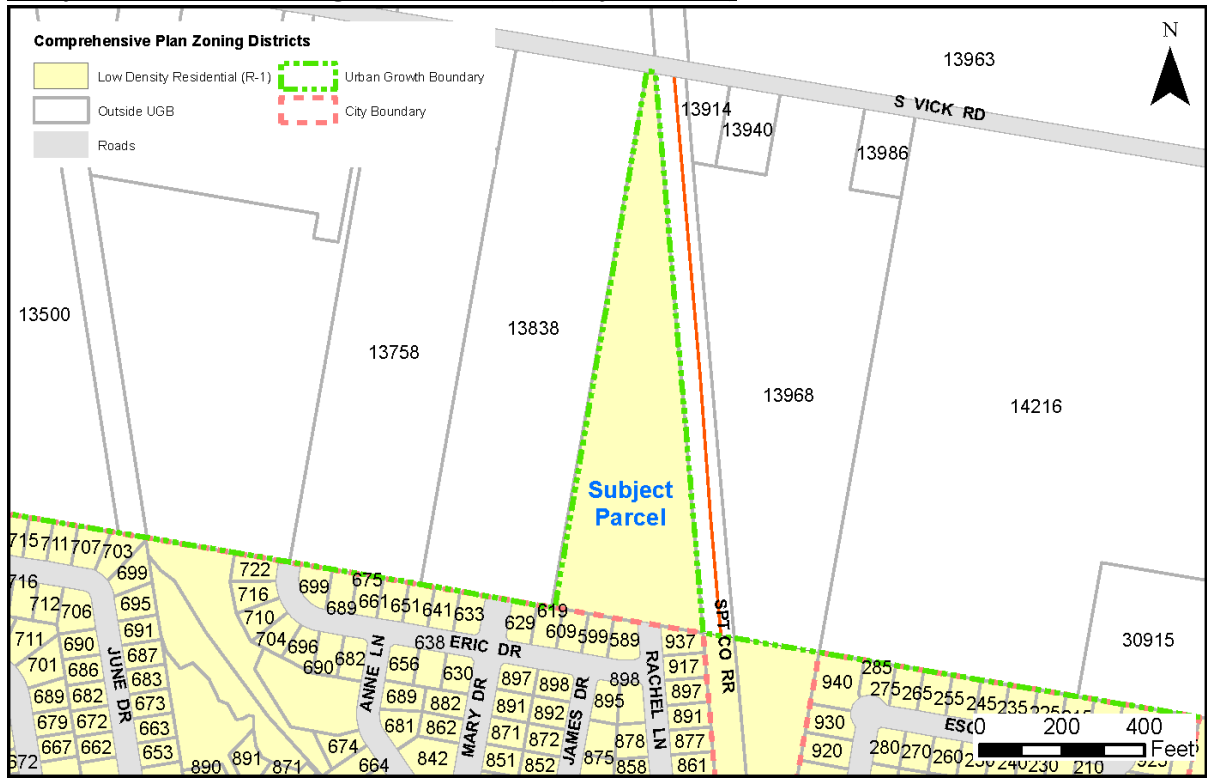 Comprehensive Plan Zoning Districts
Low Density Residential (R-1)
Urban Growth Boundary
Outside UGB
City Boundary
Roads
N
13963
S VICK RD
13914
13940
13986
13500
13758
13838
13968
14216
Subject
Parcel
30915
SPT CO RR
715 711 707 703
699
716
712 706
695
711
690
691
701
686
687
683
689 682
673
679 672
663
667 662
653
672
JUNE DR
722
716
710
704 696
690 682
699
689
675
661 651 641 633
638 ERIC DR
619
629
609 599 589
937
917
897
891
877
861
656
630
689 882
681 862
674
664
842
890 891 871
ANNE LN
MARY DR
897 898
891 892
871 872
851 852
JAMES DR
898
895
878
875 858
RACHEL LN
940
930
920
285
275 265 255 245 235
280 270 260
240 230 210
0 200 400
Feet